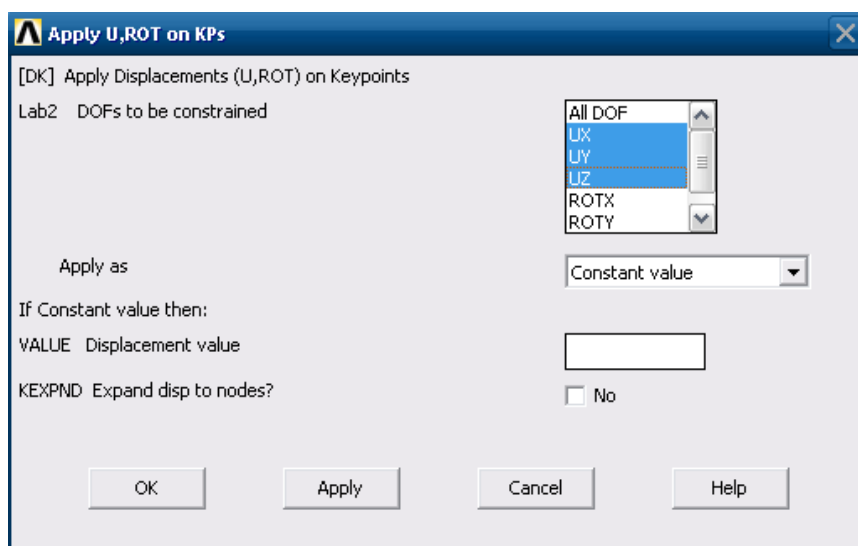 Apply U,ROT on KPs
[DK] Apply Displacements (U,ROT) on Keypoints
Lab2 DOFs to be constrained
All DOF
UX
UY
UZ
ROTX
ROTY
Apply as
Constant value
If Constant value then:
VALUE Displacement value
KEXPND Expand disp to nodes?
No
OK Apply Cancel Help